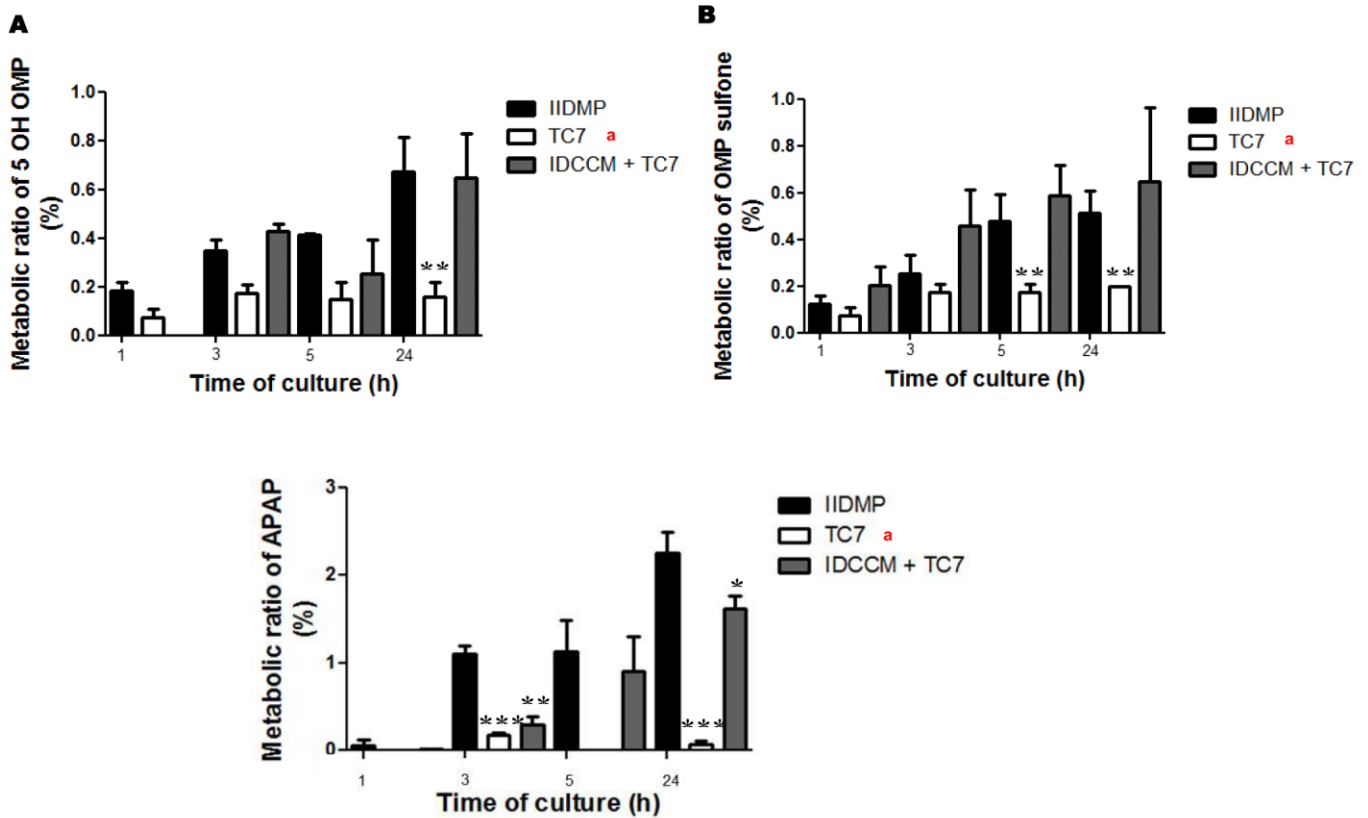 A
Metabolic ratio of 5 OH OMP
(%)
1.0
0.8
0.6
0.4
0.2
0.0
**
1
3
5
24
Time of culture (h)
IIDMP
TC7 a
IDCCM + TC7
B
Metabolic ratio of OMP sulfone
(%)
1.0
0.8
0.6
0.4
0.2
0.0
**
**
1
3
5
24
Time of culture (h)
IIDMP
TC7 a
IDCCM + TC7
Metabolic ratio of APAP
(%)
3
2
1
0
***
**
***
*
1
3
5
24
Time of culture (h)
IIDMP
TC7 a
IDCCM + TC7